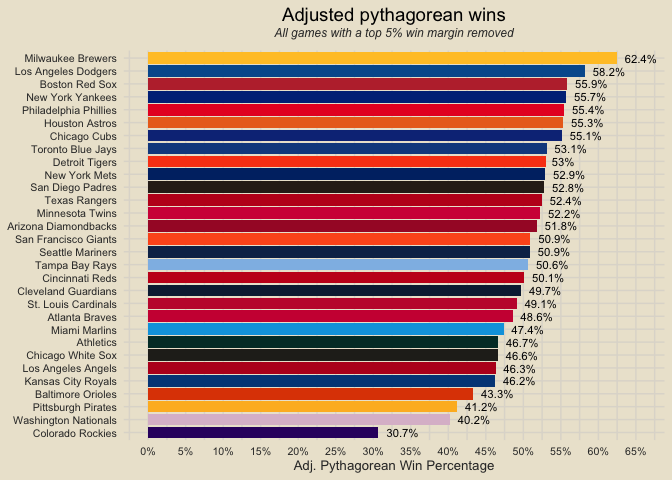 Adjusted pythagorean wins
All games with a top 5% win margin removed
Milwaukee Brewers 62.4%
Los Angeles Dodgers 58.2%
Boston Red Sox 55.9%
New York Yankees 55.7%
Philadelphia Phillies 55.4%
Houston Astros 55.3%
Chicago Cubs 55.1%
Toronto Blue Jays 53.1%
Detroit Tigers 53%
New York Mets 52.9%
San Diego Padres 52.8%
Texas Rangers 52.4%
Minnesota Twins 52.2%
Arizona Diamondbacks 51.8%
San Francisco Giants 50.9%
Seattle Mariners 50.9%
Tampa Bay Rays 50.6%
Cincinnati Reds 50.1%
Cleveland Guardians 49.7%
St. Louis Cardinals 49.1%
Atlanta Braves 48.6%
Miami Marlins 47.4%
Athletics 46.7%
Chicago White Sox 46.6%
Los Angeles Angels 46.3%
Kansas City Royals 46.2%
Baltimore Orioles 43.3%
Pittsburgh Pirates 41.2%
Washington Nationals 40.2%
Colorado Rockies 30.7%
0% 5% 10% 15% 20% 25% 30% 35% 40% 45% 50% 55% 60% 65%
Adj. Pythagorean Win Percentage